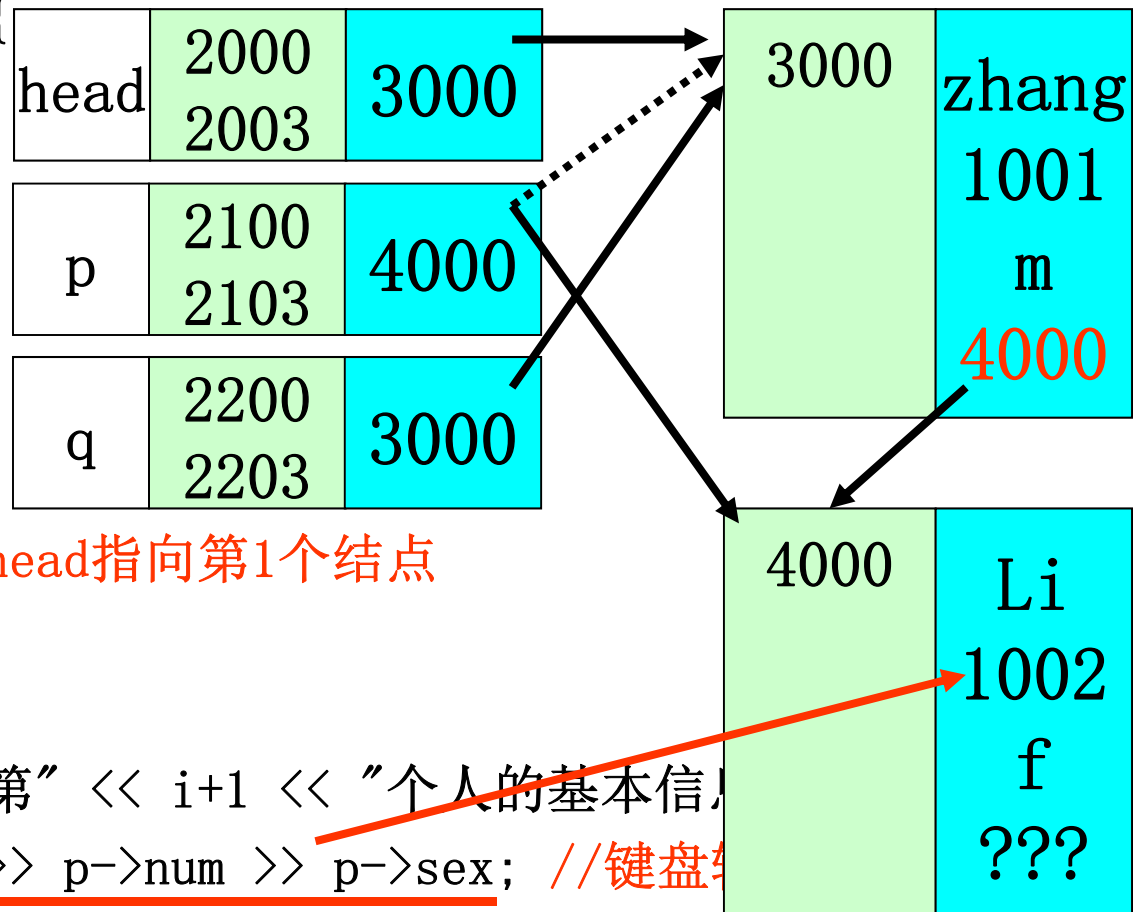 head 2000 2003 3000
p 2100 2103 4000
q 2200 2203 3000
3000 zhang 1001 m 4000
head指向第1个结点
4000 Li 1002 f ???
第" << i+1 << "个人的基本信
>> p->num >> p->sex; //键盘